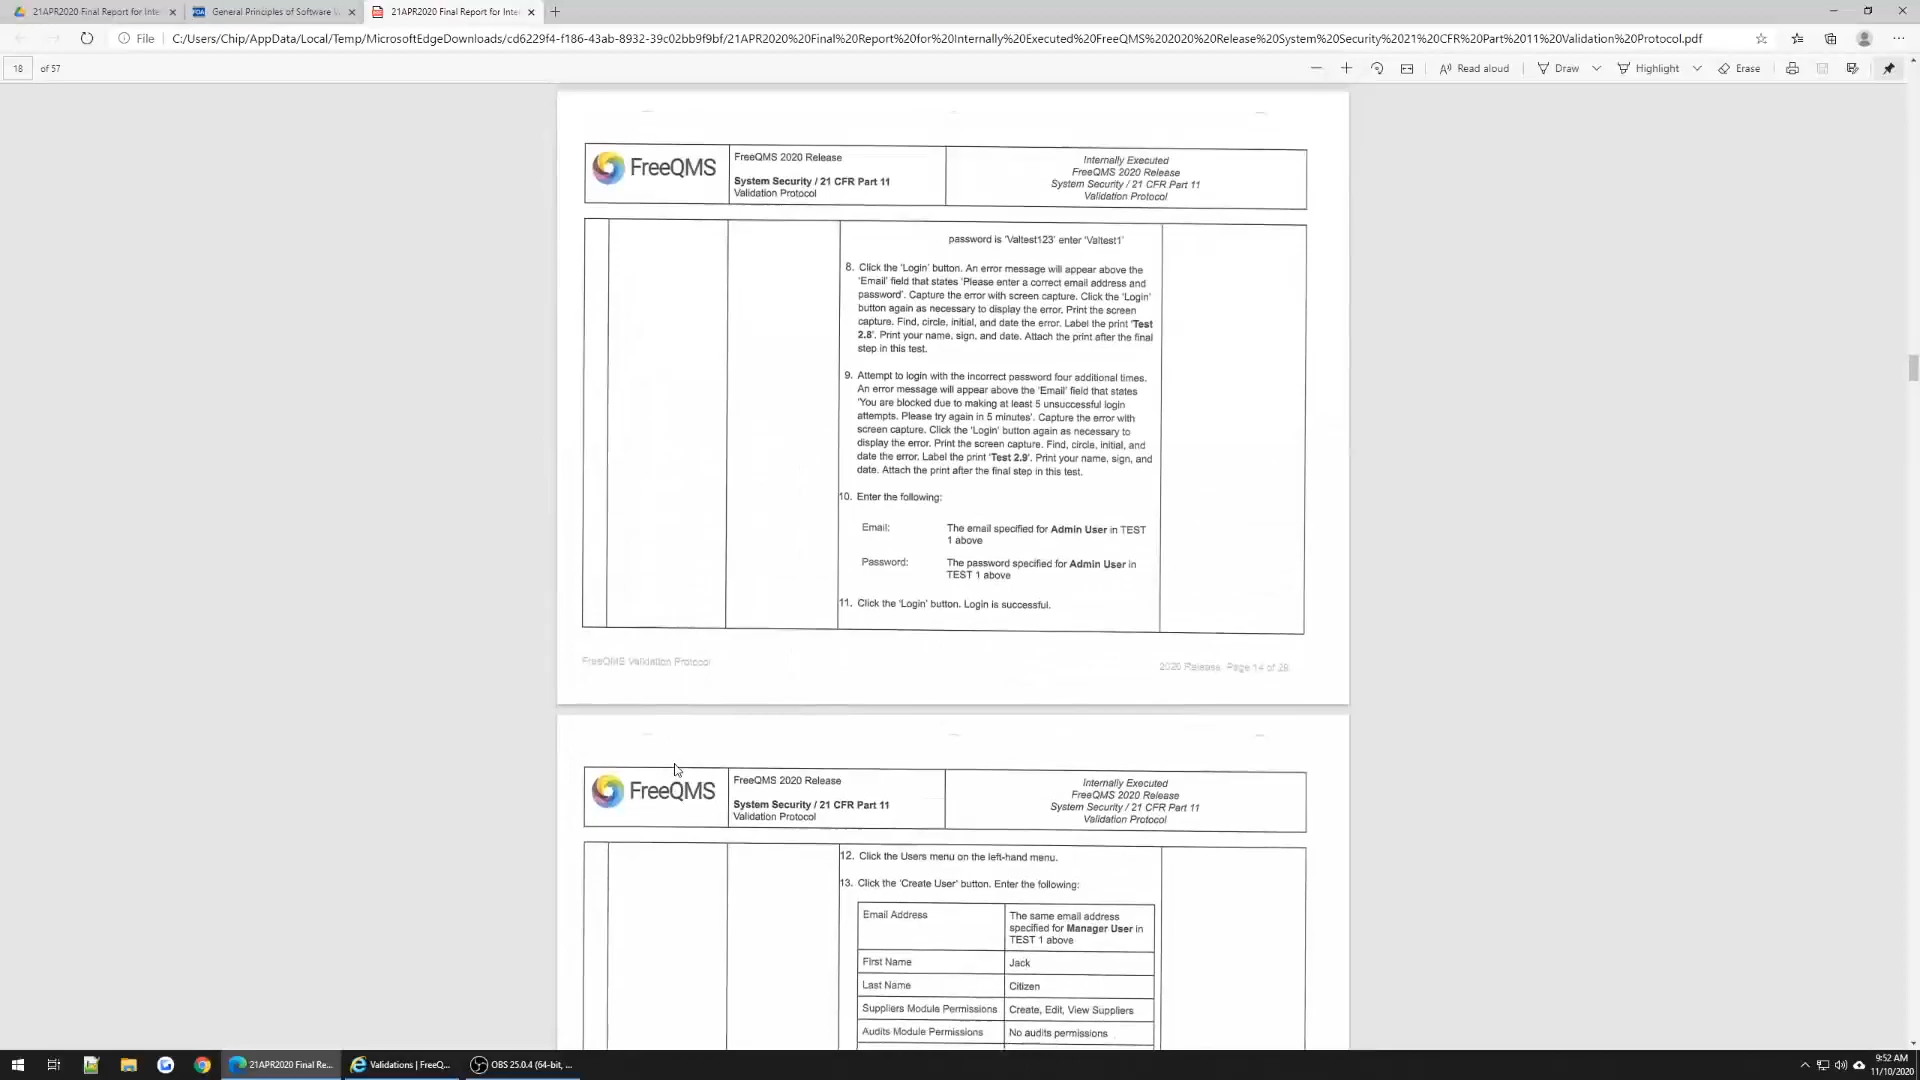 21APR2020 Final Report for Inte
General Principles of Software V
21APR2020 Final Report for Inte
File
C:/Users/Chip/AppData/Local/Temp/MicrosoftEdgeDownloads/cd6229f4-f186-43ab-8932-39c02bb9f9bf/21APR2020%20Final%20Report%20for%20Internally%20Executed%20FreeQMS%202020%20Release%20System%20Security%2021%20CFR%20Part%2011%20Validation%20Protocol.pdf
18 of 57
Read aloud
Draw
Highlight
Erase
FreeQMS
FreeQMS 2020 Release
System Security / 21 CFR Part 11
Validation Protocol
Internally Executed
FreeQMS 2020 Release
System Security / 21 CFR Part 11
Validation Protocol
password is 'Valtest123' enter 'Valtest1'
8. Click the 'Login' button. An error message will appear above the
'Email' field that states 'Please enter a correct email address and
password'. Capture the error with screen capture. Click the 'Login'
button again as necessary to display the error. Print the screen
capture. Find, circle, initial, and date the error. Label the print 'Test
2.8'. Print your name, sign, and date. Attach the print after the final
step in this test.
9. Attempt to login with the incorrect password four additional times.
An error message will appear above the 'Email' field that states
'You are blocked due to making at least 5 unsuccessful login
attempts. Please try again in 5 minutes'. Capture the error with
screen capture. Click the 'Login' button again as necessary to
display the error. Print the screen capture. Find, circle, initial, and
date the error. Label the print 'Test 2.9'. Print your name, sign, and
date. Attach the print after the final step in this test.
10. Enter the following:
Email: The email specified for Admin User in TEST
1 above
Password: The password specified for Admin User in
TEST 1 above
11. Click the 'Login' button. Login is successful.
FreeQMS Validation Protocol
2020 Release Page 14 of 28
FreeQMS
FreeQMS 2020 Release
System Security / 21 CFR Part 11
Validation Protocol
Internally Executed
FreeQMS 2020 Release
System Security / 21 CFR Part 11
Validation Protocol
12. Click the Users menu on the left-hand menu.
13. Click the 'Create User' button. Enter the following:
Email Address The same email address
specified for Manager User in
TEST 1 above
First Name Jack
Last Name Citizen
Suppliers Module Permissions Create, Edit, View Suppliers
Audits Module Permissions No audits permissions
21APR2020 Final Re...
Validations | FreeQ...
OBS 25.0.4 (64-bit, ...
9:52 AM
11/10/2020